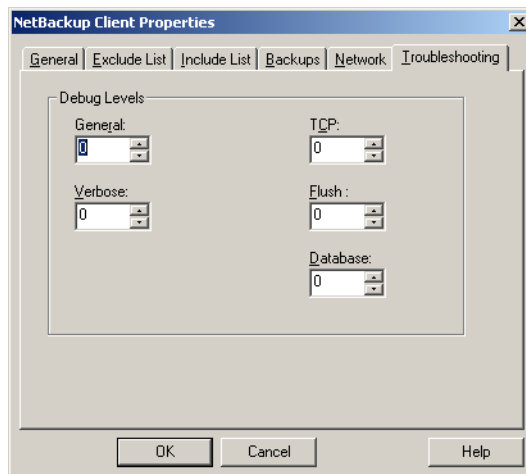 NetBackup Client Properties
General Exclude List Include List Backups Network Troubleshooting
Debug Levels
General: TCP:
0 0
Verbose: Flush :
0 0
Database:
0
OK Cancel Help